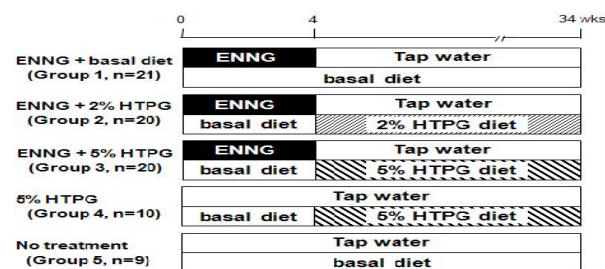 0 4 34 wks
ENNG + basal diet ENNG Tap water
(Group 1, n=21) basal diet
ENNG + 2% HTPG ENNG Tap water
(Group 2, n=20) basal diet 2% HTPG diet
ENNG + 5% HTPG ENNG Tap water
(Group 3, n=20) basal diet 5% HTPG diet
5% HTPG Tap water
(Group 4, n=10) basal diet 5% HTPG diet
No treatment Tap water
(Group 5, n=9) basal diet